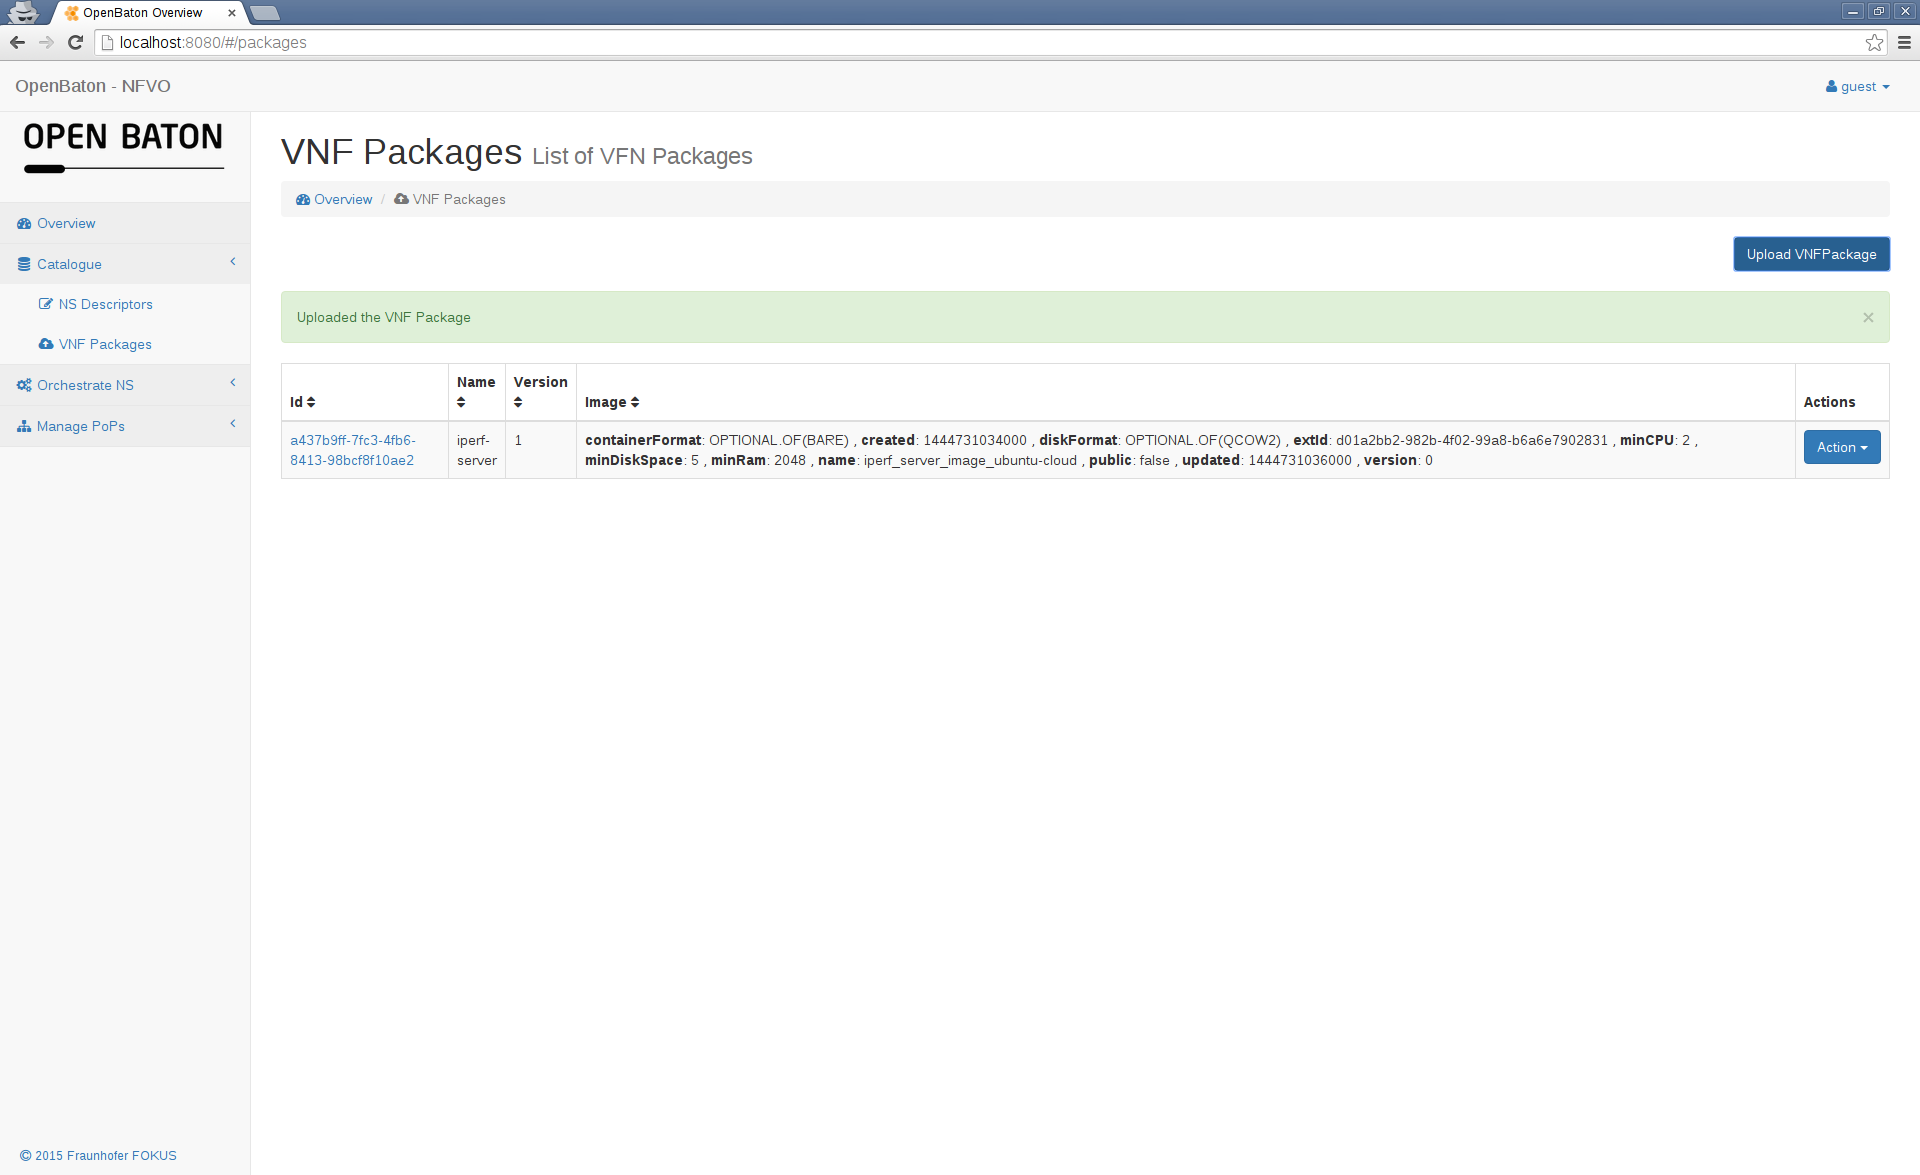 OpenBaton Overview
localhost:8080/#/packages
OpenBaton - NFVO
guest
OPEN BATON
VNF Packages List of VFN Packages
Overview / VNF Packages
Overview
Catalogue
NS Descriptors
VNF Packages
Orchestrate NS
Manage PoPs
Upload VNFPackage
Uploaded the VNF Package
×
Id Name Version Image Actions
a437b9ff-7fc3-4fb6-
8413-98bcf8f10ae2
iperf-
server
1
containerFormat: OPTIONAL.OF(BARE) , created: 1444731034000 , diskFormat: OPTIONAL.OF(QCOW2) , extId: d01a2bb2-982b-4f02-99a8-b6a6e7902831 , minCPU: 2 ,
minDiskSpace: 5 , minRam: 2048 , name: iperf_server_image_ubuntu-cloud , public: false , updated: 1444731036000 , version: 0
Action
© 2015 Fraunhofer FOKUS